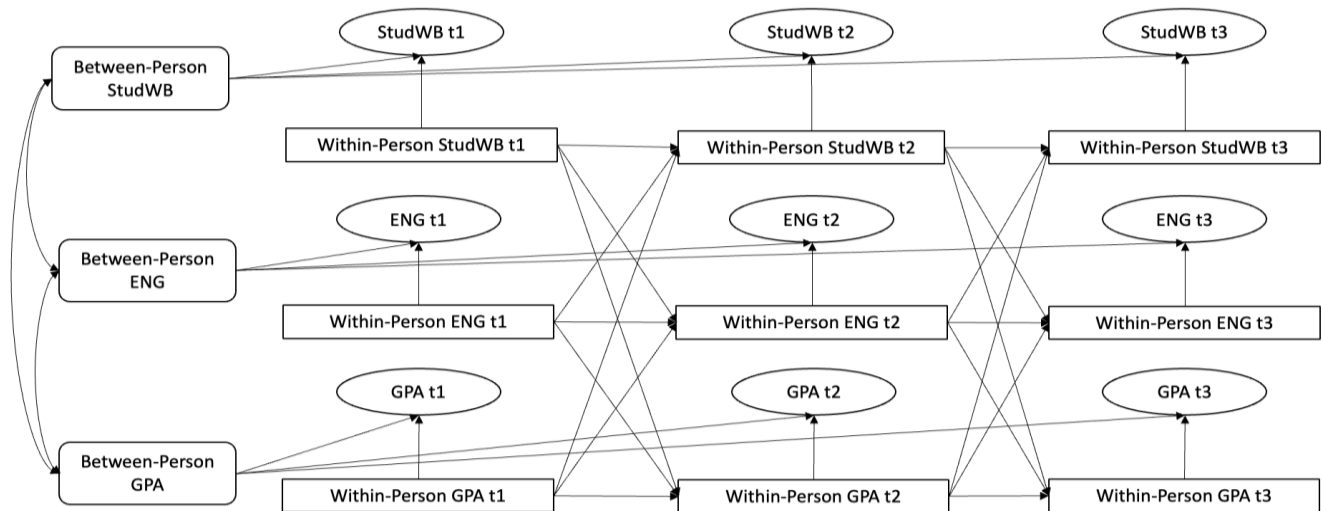 StudWB t1
StudWB t2
StudWB t3
Between-Person
StudWB
Within-Person StudWB t1
Within-Person StudWB t2
Within-Person StudWB t3
ENG t1
ENG t2
ENG t3
Between-Person
ENG
Within-Person ENG t1
Within-Person ENG t2
Within-Person ENG t3
GPA t1
GPA t2
GPA t3
Between-Person
GPA
Within-Person GPA t1
Within-Person GPA t2
Within-Person GPA t3